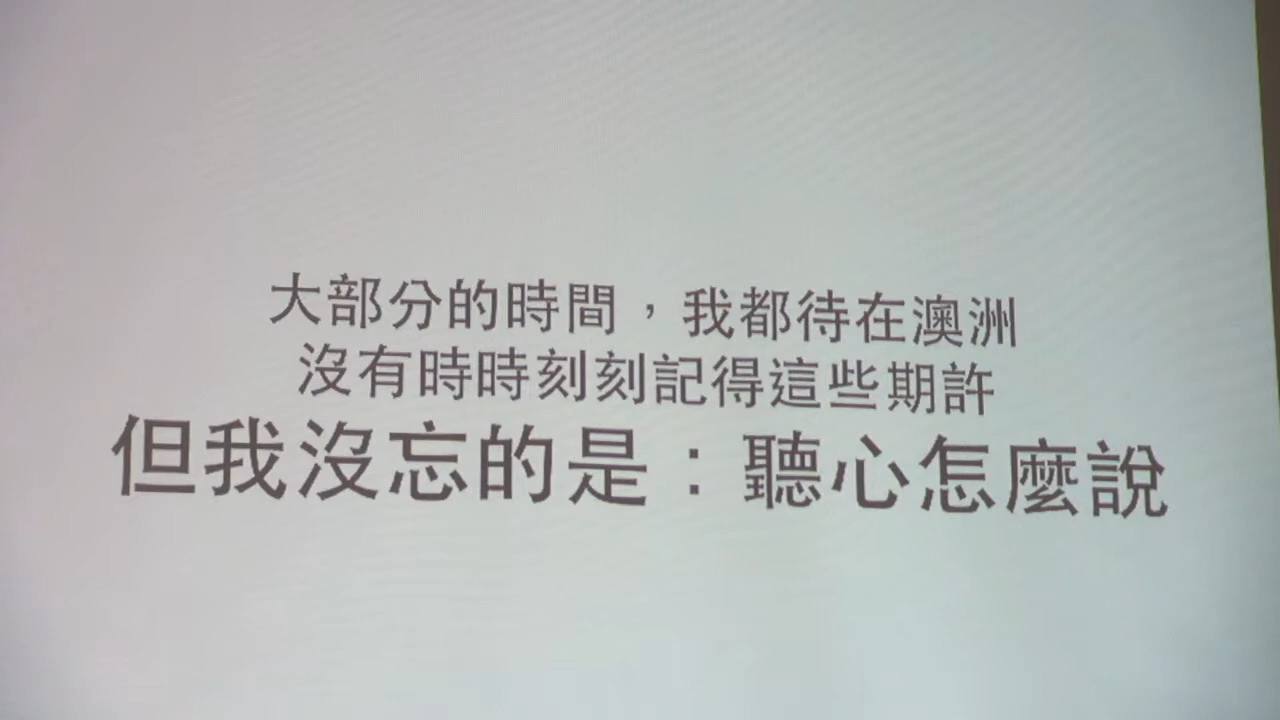 大部分的時間，我都待在澳洲
沒有時時刻刻記得這些期許
但我沒忘的是：聽心怎麼說